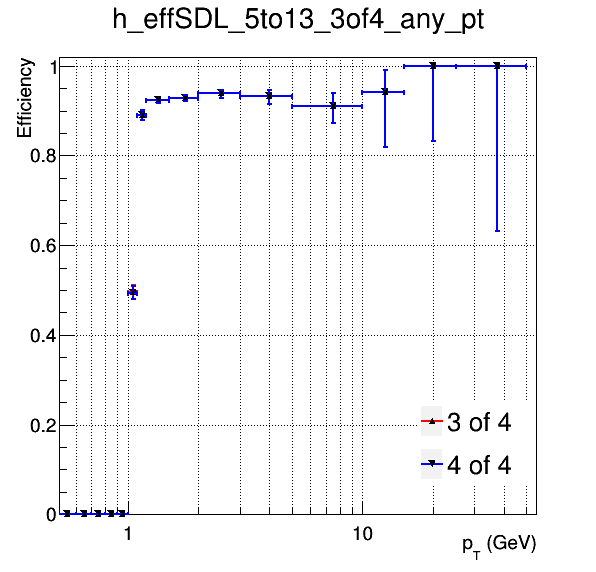 h_effSDL_5to13_3of4_any_pt
Efficiency
1
0.8
0.6
0.4
0.2
0
3 of 4
4 of 4
1
10
p_T (GeV)